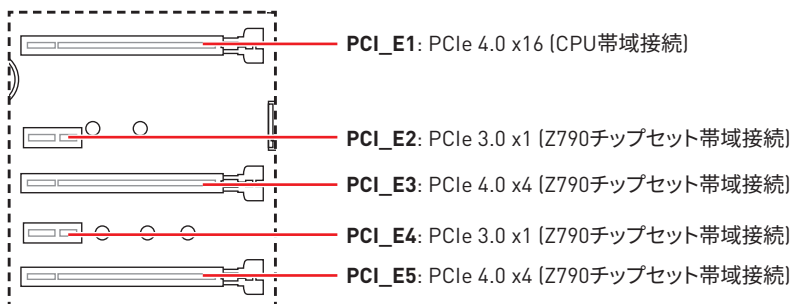 PCI_E1: PCIe 4.0 x16 (CPU帯域接続)
PCI_E2: PCIe 3.0 x1 (Z790チップセット帯域接続)
PCI_E3: PCIe 4.0 x4 (Z790チップセット帯域接続)
PCI_E4: PCIe 3.0 x1 (Z790チップセット帯域接続)
PCI_E5: PCIe 4.0 x4 (Z790チップセット帯域接続)